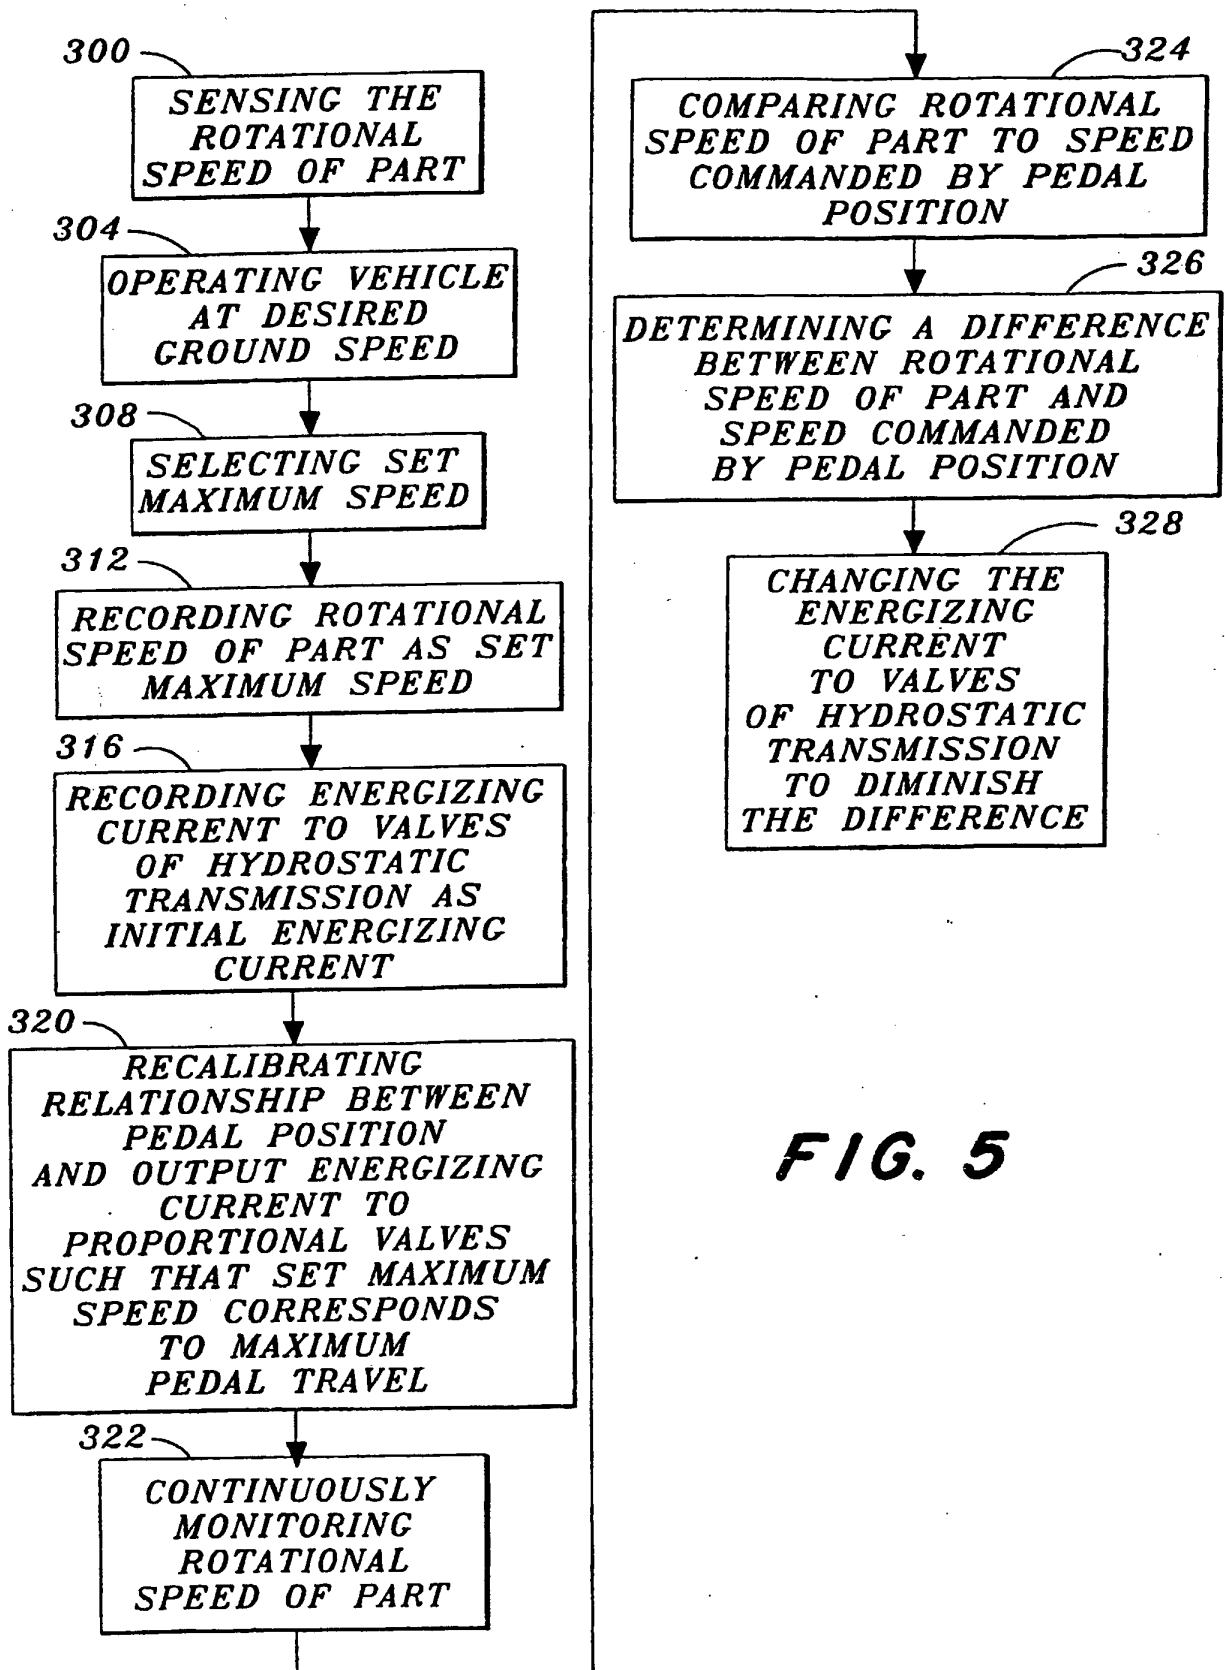 300
SENSING THE
ROTATIONAL
SPEED OF PART
304
OPERATING VEHICLE
AT DESIRED
GROUND SPEED
308
SELECTING SET
MAXIMUM SPEED
312
RECORDING ROTATIONAL
SPEED OF PART AS SET
MAXIMUM SPEED
316
RECORDING ENERGIZING
CURRENT TO VALVES
OF HYDROSTATIC
TRANSMISSION AS
INITIAL ENERGIZING
CURRENT
320
RECALIBRATING
RELATIONSHIP BETWEEN
PEDAL POSITION
AND OUTPUT ENERGIZING
CURRENT TO
PROPORTIONAL VALVES
SUCH THAT SET MAXIMUM
SPEED CORRESPONDS
TO MAXIMUM
PEDAL TRAVEL
322
CONTINUOUSLY
MONITORING
ROTATIONAL
SPEED OF PART
324
COMPARING ROTATIONAL
SPEED OF PART TO SPEED
COMMANDED BY PEDAL
POSITION
326
DETERMINING A DIFFERENCE
BETWEEN ROTATIONAL
SPEED OF PART AND
SPEED COMMANDED
BY PEDAL POSITION
328
CHANGING THE
ENERGIZING
CURRENT
TO VALVES
OF HYDROSTATIC
TRANSMISSION
TO DIMINISH
THE DIFFERENCE
FIG. 5